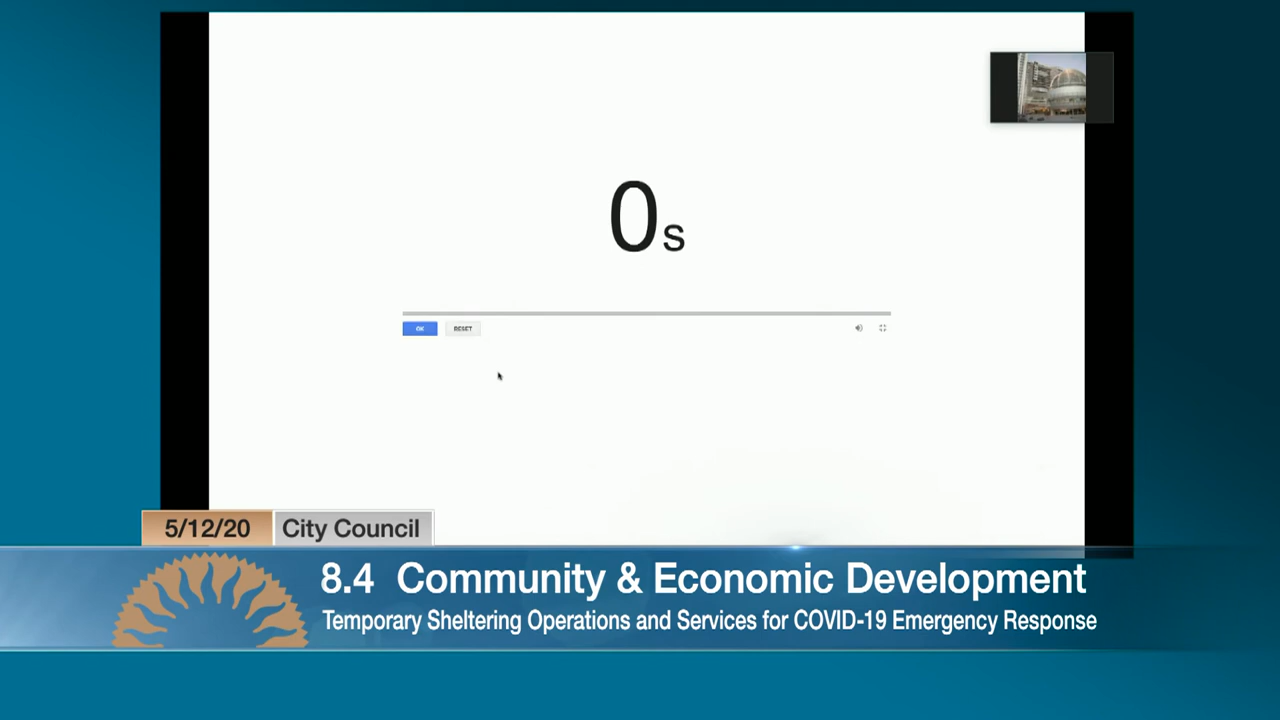 0s
OK RESET
5/12/20 City Council
8.4 Community & Economic Development
Temporary Sheltering Operations and Services for COVID-19 Emergency Response